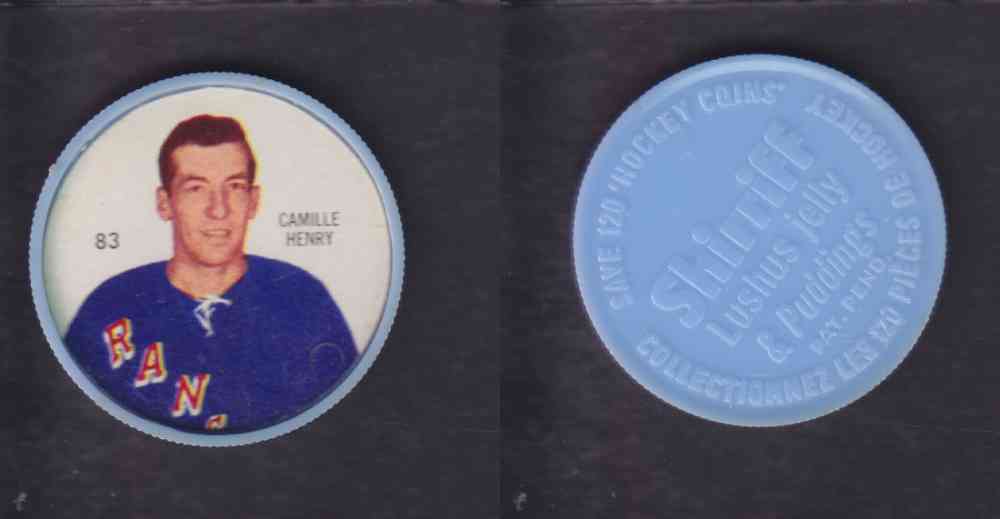 83
CAMILLE
HENRY
RAN
SAVE 120 "HOCKEY COINS"
Shirriff
Lushus jelly
& Puddings
PAT. PEND.
COLLECTIONNEZ LES 120 PIÈCES DE HOCKEY